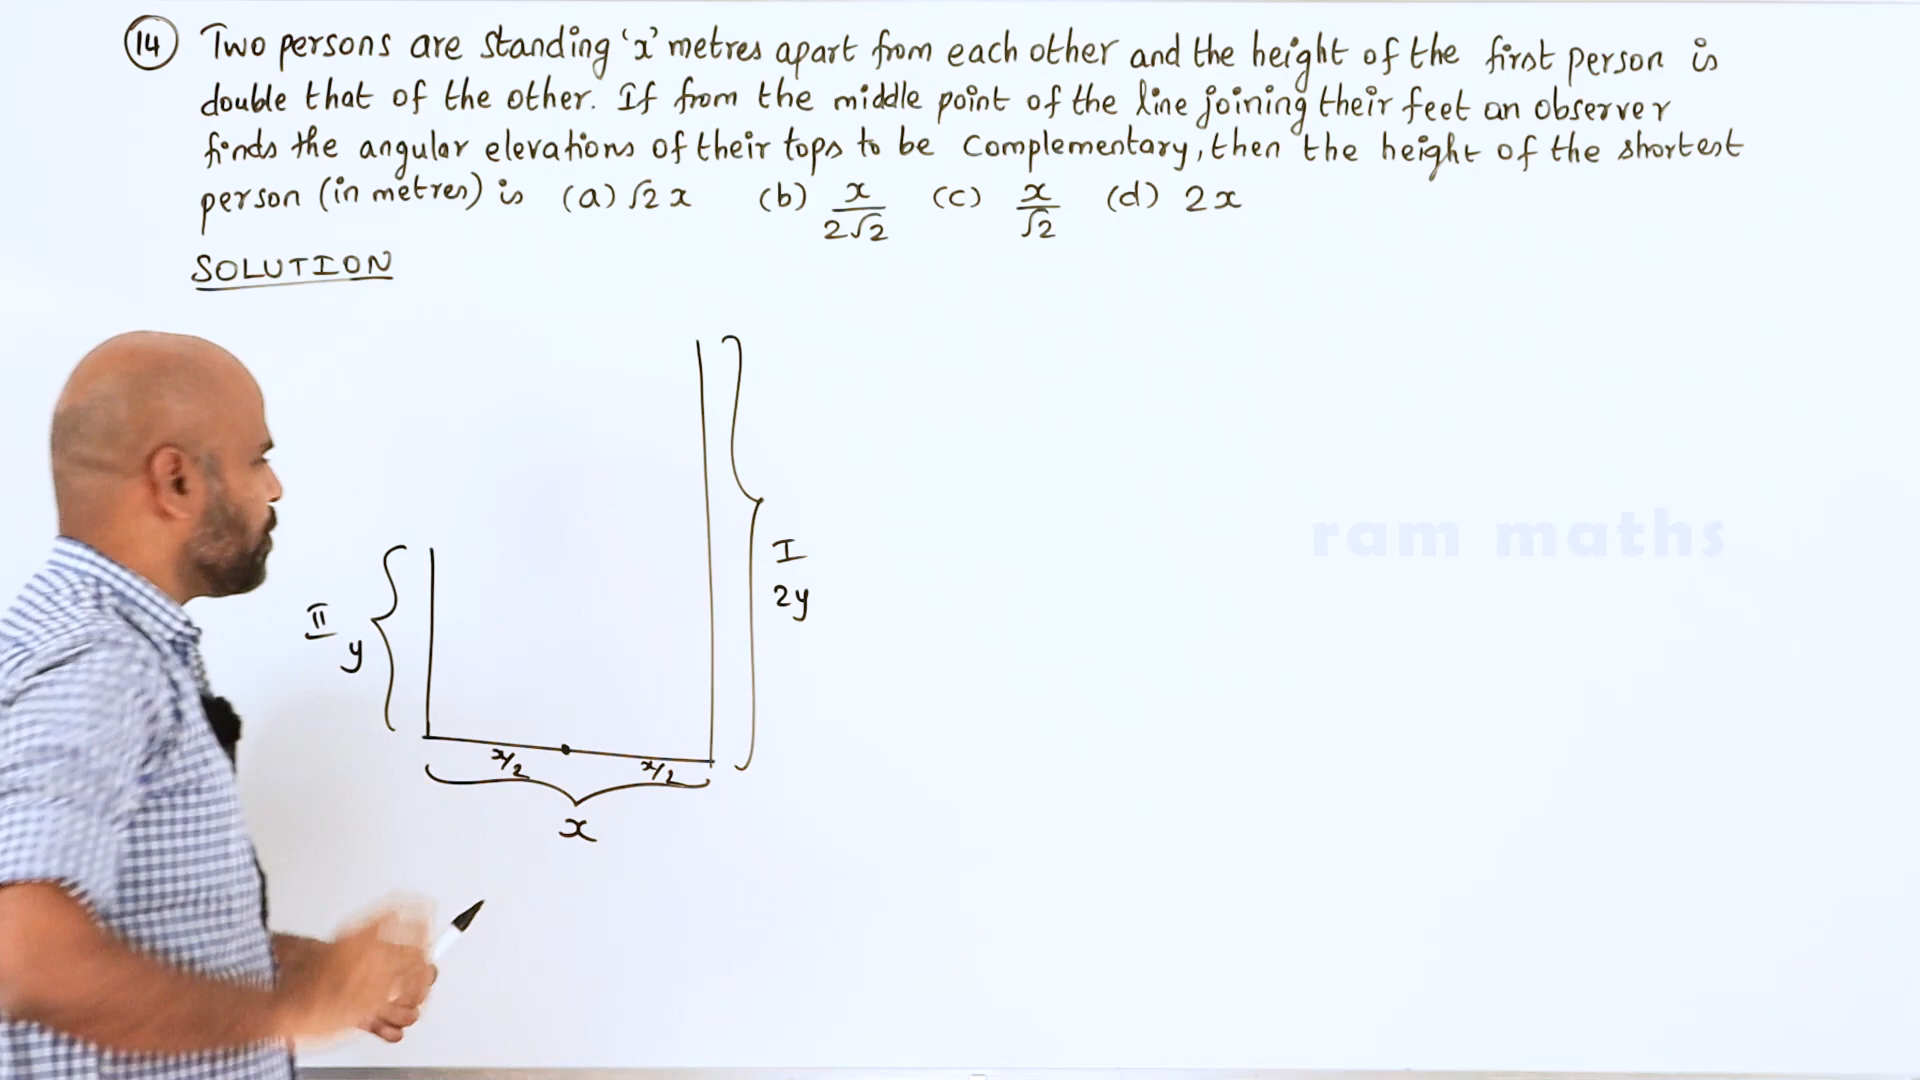 14 Two persons are standing 'x' metres apart from each other and the height of the first person is
double that of the other. If from the middle point of the line joining their feet an observer
finds the angular elevations of their tops to be complementary, then the height of the shortest
person (in metres) is (a) √2 x (b) x/2√2 (c) x/√2 (d) 2x
SOLUTION
I
2y
II
y
x/2 x/2
x
ram maths